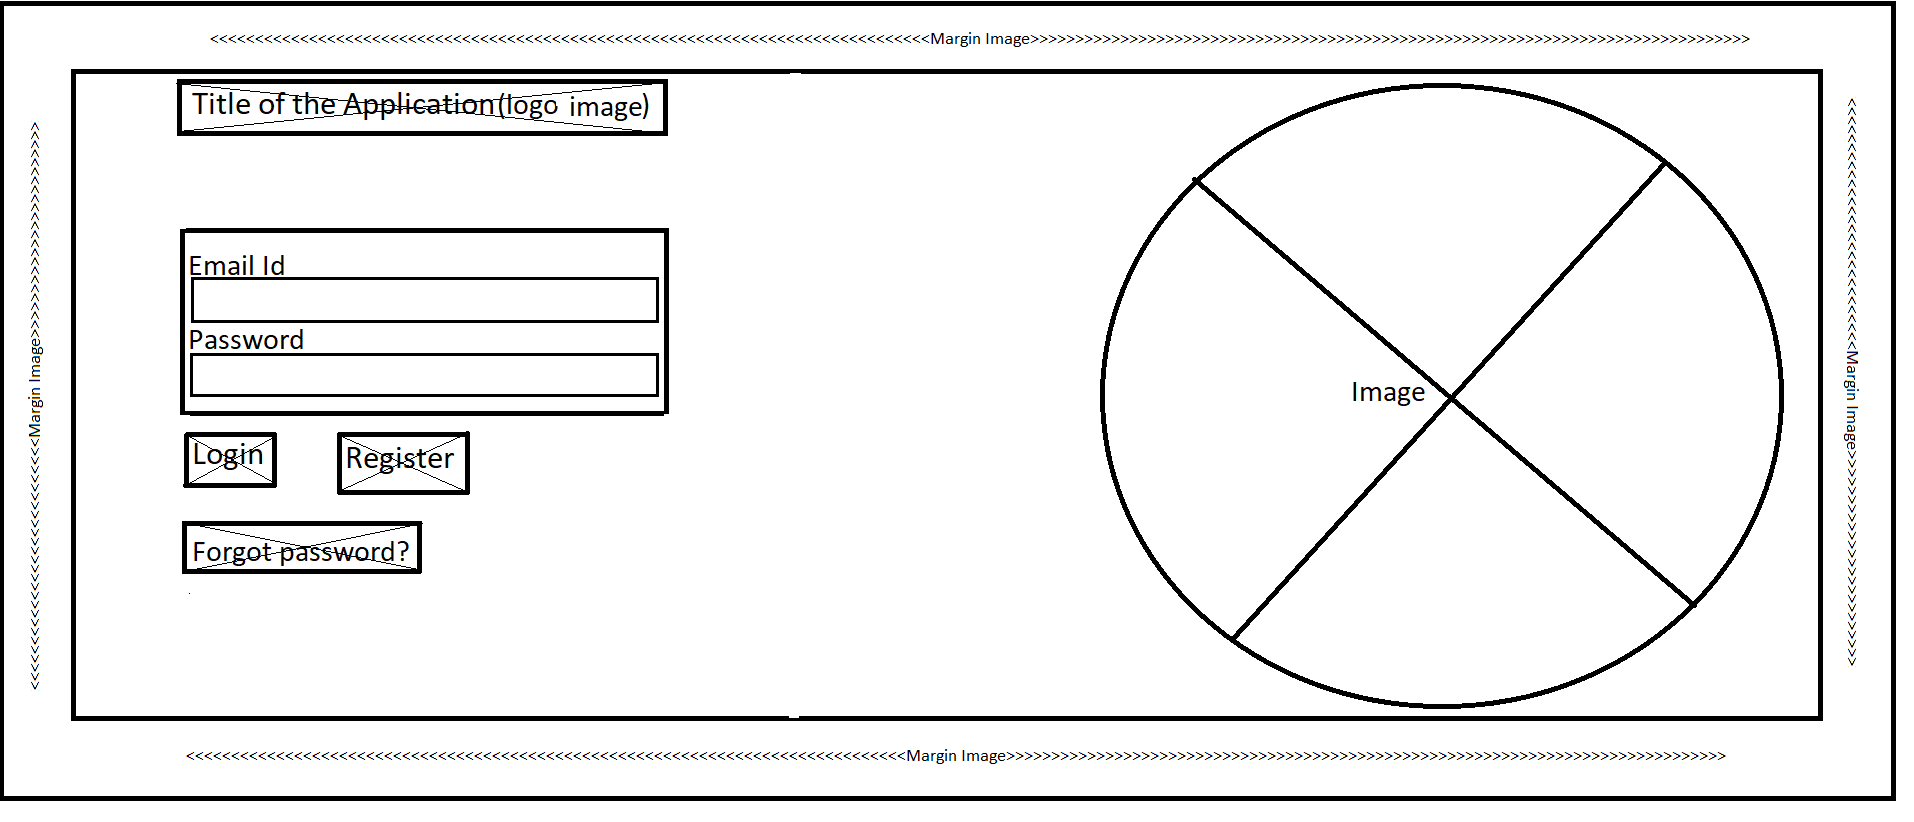 <<<<<<<<<<<<<<<<<<<<<<<<<<<<<<<<<<<<<<<<<<<<<<<<<<<<<<<<<<<<<<<<<<<<<<<<<<<<<<<<Margin Image>>>>>>>>>>>>>>>>>>>>>>>>>>>>>>>>>>>>>>>>>>>>>>>>>>>>>>>>>>>>>>>>>>>>>>>>>>>>>>>>
Title of the Application(logo image)
<<<<<<<<<<<<<<<<<<<<<<<<<<<<Margin Image>>>>>>>>>>>>>>>>>>>>>>>>
Email Id
Password
Login
Register
Forgot password?
Image
<<<<<<<<<<<<<<<<<<<<<<<<<<<<Margin Image>>>>>>>>>>>>>>>>>>>>>>>>
<<<<<<<<<<<<<<<<<<<<<<<<<<<<<<<<<<<<<<<<<<<<<<<<<<<<<<<<<<<<<<<<<<<<<<<<<<<<<<<<Margin Image>>>>>>>>>>>>>>>>>>>>>>>>>>>>>>>>>>>>>>>>>>>>>>>>>>>>>>>>>>>>>>>>>>>>>>>>>>>>>>>>